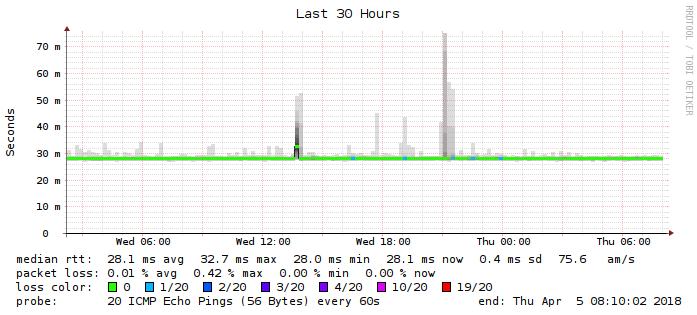 Last 30 Hours
RRDTOOL / TOBI OETIKER
Seconds
70 m
60 m
50 m
40 m
30 m
20 m
10 m
0
Wed 06:00 Wed 12:00 Wed 18:00 Thu 00:00 Thu 06:00
median rtt: 28.1 ms avg 32.7 ms max 28.0 ms min 28.1 ms now 0.4 ms sd 75.6 am/s
packet loss: 0.01 % avg 0.42 % max 0.00 % min 0.00 % now
loss color: 0 1/20 2/20 3/20 4/20 10/20 19/20
probe: 20 ICMP Echo Pings (56 Bytes) every 60s end: Thu Apr 5 08:10:02 2018